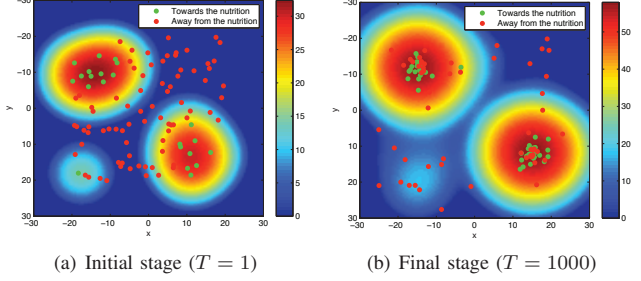 Towards the nutrition
Away from the nutrition
-30
-20
-10
0
10
20
30
y
-30 -20 -10 0 10 20 30
x
30
25
20
15
10
5
0
(a) Initial stage (T = 1)
Towards the nutrition
Away from the nutrition
-30
-20
-10
0
10
20
30
y
-30 -20 -10 0 10 20 30
x
50
40
30
20
10
0
(b) Final stage (T = 1000)